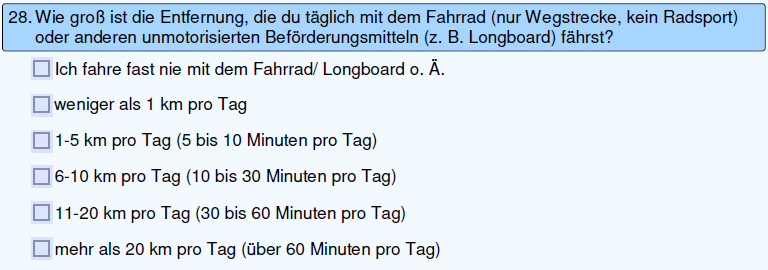 28. Wie groß ist die Entfernung, die du täglich mit dem Fahrrad (nur Wegstrecke, kein Radsport)
oder anderen unmotorisierten Beförderungsmitteln (z. B. Longboard) fährst?
Ich fahre fast nie mit dem Fahrrad/ Longboard o. Ä.
weniger als 1 km pro Tag
1-5 km pro Tag (5 bis 10 Minuten pro Tag)
6-10 km pro Tag (10 bis 30 Minuten pro Tag)
11-20 km pro Tag (30 bis 60 Minuten pro Tag)
mehr als 20 km pro Tag (über 60 Minuten pro Tag)